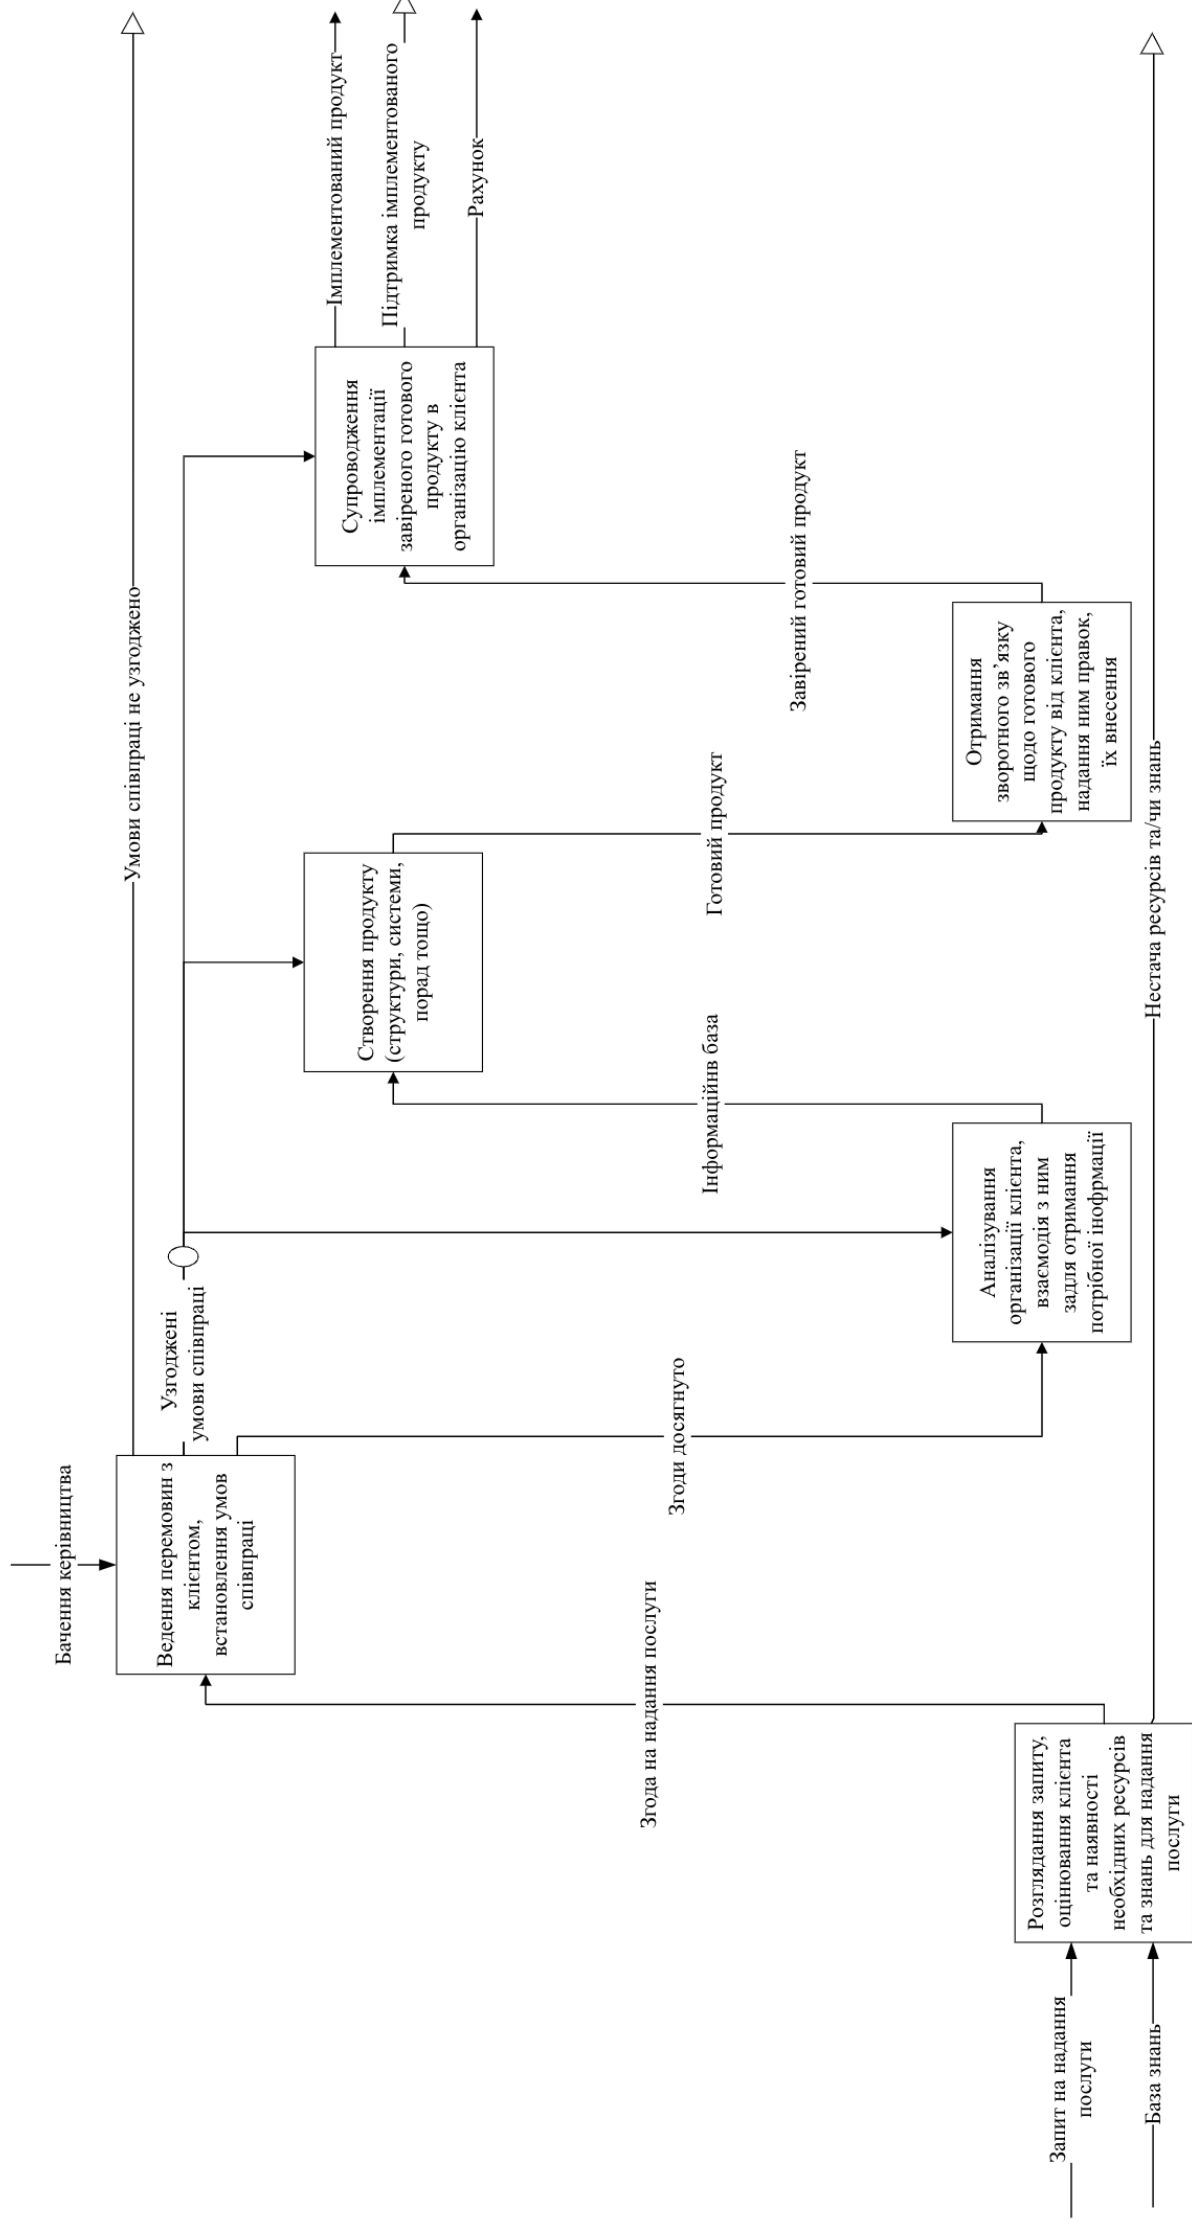 Бачення керівництва
Умови співпраці не узгоджено
Ведення перемовин з
клієнтом,
встановлення умов
співпраці
Узгоджені
умови співпраці
Імплементований продукт
Підтримка імплементованого
продукту
Рахунок
Супроводження
імплементації
завіреного готового
продукту в
організацію клієнта
Створення продукту
(структури, системи,
порад тощо)
Згода на надання послуги
Згоди досягнуто
Інформаційнв база
Готовий продукт
Завірений готовий продукт
Аналізування
організації клієнта,
взаємодія з ним
задля отримання
потрібної інофрмації
Отримання
зворотного зв’язку
щодо готового
продукту від клієнта,
надання ним правок,
їх внесення
Запит на надання
послуги
База знань
Розглядання запиту,
оцінювання клієнта
та наявності
необхідних ресурсів
та знань для надання
послуги
Нестача ресурсів та/чи знань